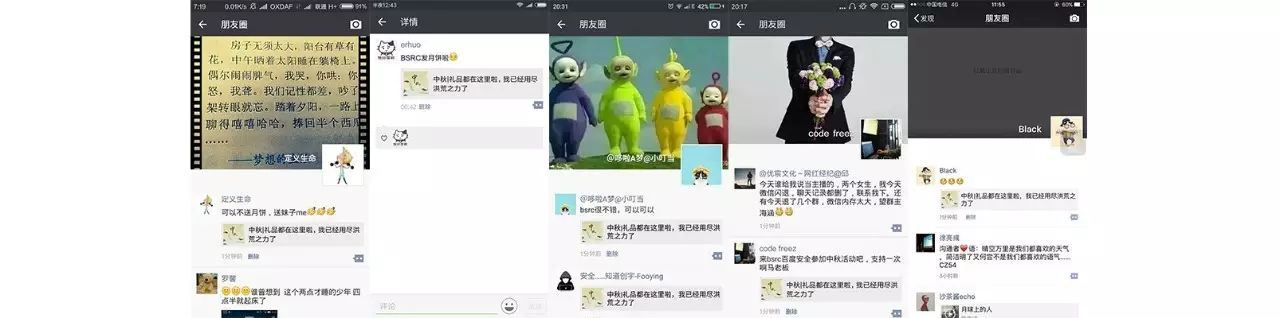 7:19
0.01K/s
OXDAF
联通 H+
91%
朋友圈
房子无须太大，阳台有草有
花，中午晒着太阳睡在躺椅上。
偶尔闹闹脾气，我哭，你哄；你
怒，我聋。我们记性都差，吵了
架转眼就忘。踏着夕阳，一路上
聊得嘻嘻哈哈，
……
定义生命
定义生命
可以不送月饼，送妹子me
中秋|礼品都在这里啦，我已经用尽
洪荒之力了
1分钟前 删除
罗馨
谁曾想到 这个两点才睡的少年 四
点半就起床了
半夜12:43
详情
orhuo
BSRC发月饼啦
中秋|礼品都在这里啦，我已经用尽
洪荒之力了
00:42 删除
评论
20:31
42%
朋友圈
@哆啦A梦@小叮当
@哆啦A梦@小叮当
bsrc很不错，可以可以
中秋|礼品都在这里啦，我已经用尽洪
荒之力了
1分钟前 删除
安全……知道创宇-Fooying
中秋|礼品都在这里啦，我已经用尽洪
荒之力了
20:17
朋友圈
code freez
@优宸文化～网红经纪@邱
今天谁给我说当主播的，两个女生，我今天
微信闪退，聊天记录都删了，联系我下。还
有今天退了几个群，微信内存太大，望群主
海涵
1分钟前
code freez
来bsrc百度安全参加中秋活动吧，支持一次
啊马老板
中秋|礼品都在这里啦，我已经用尽洪
荒之力了
1分钟前 删除
中国电信 4G
11:55
60%
发现
朋友圈
Black
Black
中秋|礼品都在这里啦，我已经用尽洪荒之
力了
1分钟前 删除
沟通者
语：晴空万里是我们都喜欢的天气
，简洁明了又何尝不是我们都喜欢的语气……
CZ54
沙茶酱echo
月球上的人